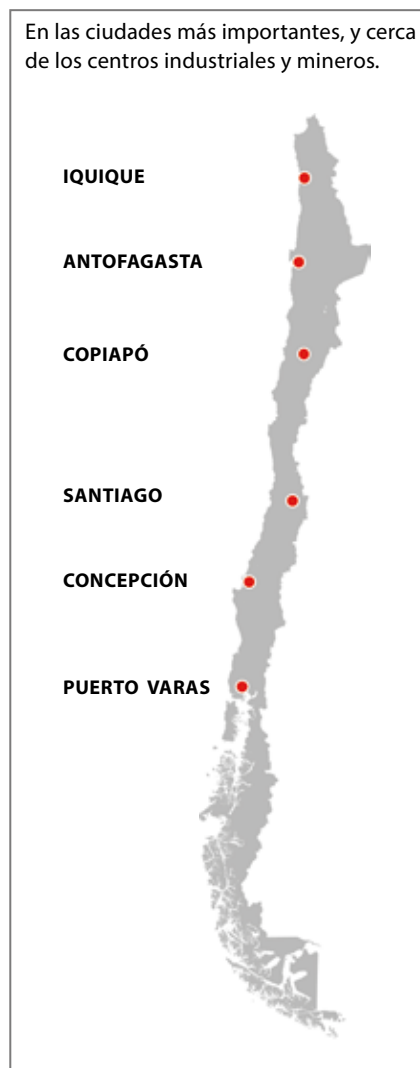 En las ciudades más importantes, y cerca
de los centros industriales y mineros.
IQUIQUE
ANTOFAGASTA
COPIAPÓ
SANTIAGO
CONCEPCIÓN
PUERTO VARAS